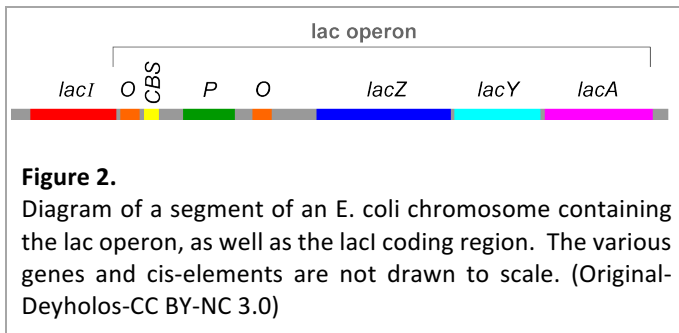 lac operon
lacI O CBS P O lacZ lacY lacA
Figure 2.
Diagram of a segment of an E. coli chromosome containing
the lac operon, as well as the lacI coding region. The various
genes and cis-elements are not drawn to scale. (Original-
Deyholos-CC BY-NC 3.0)